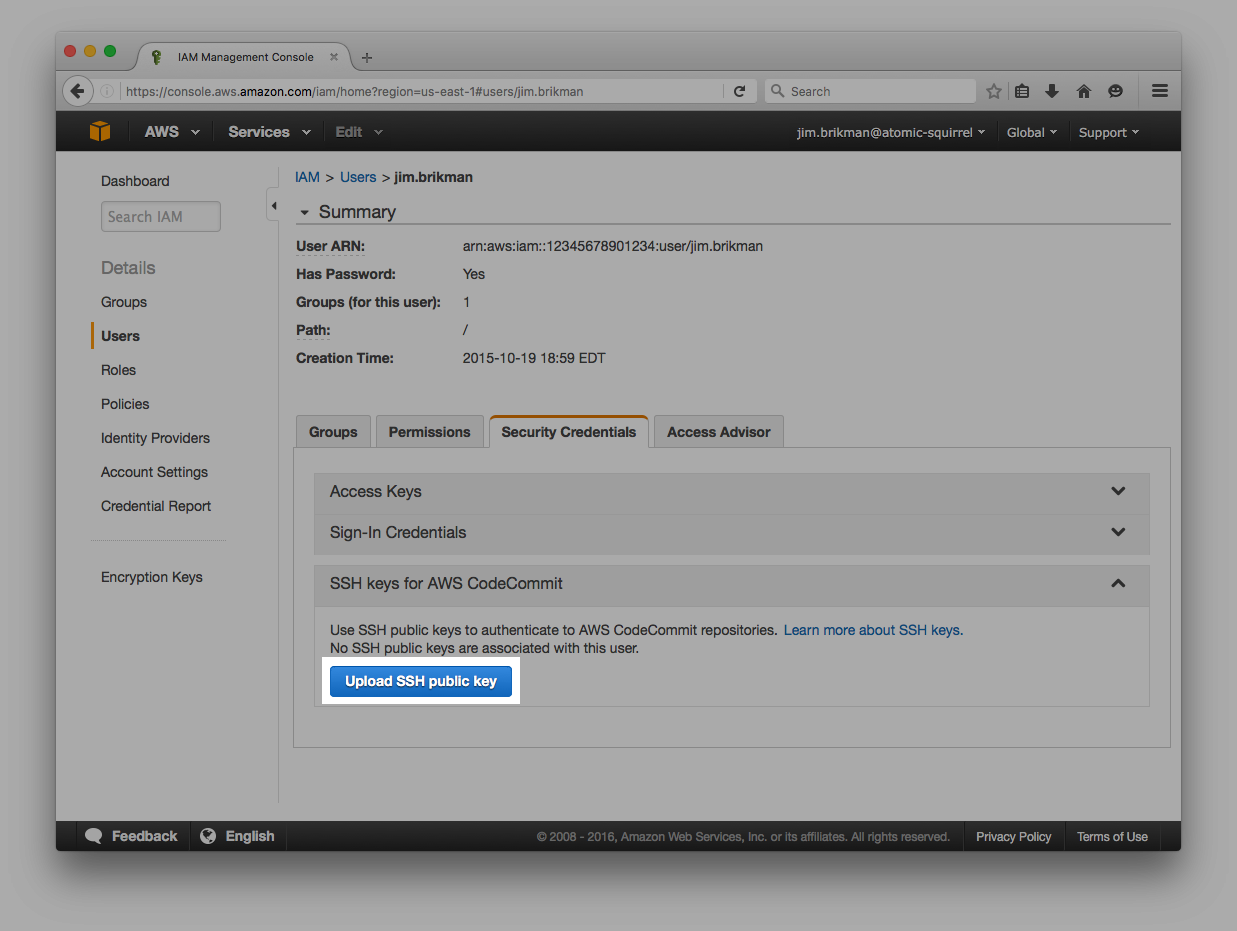 IAM Management Console
https://console.aws.amazon.com/iam/home?region=us-east-1#users/jim.brikman
Search
AWS Services Edit jim.brikman@atomic-squirrel Global Support
Dashboard
Search IAM
Details
Groups
Users
Roles
Policies
Identity Providers
Account Settings
Credential Report
Encryption Keys
IAM > Users > jim.brikman
Summary
User ARN: arn:aws:iam::12345678901234:user/jim.brikman
Has Password: Yes
Groups (for this user): 1
Path: /
Creation Time: 2015-10-19 18:59 EDT
Groups Permissions Security Credentials Access Advisor
Access Keys
Sign-In Credentials
SSH keys for AWS CodeCommit
Use SSH public keys to authenticate to AWS CodeCommit repositories. Learn more about SSH keys.
No SSH public keys are associated with this user.
Upload SSH public key
Feedback English © 2008 - 2016, Amazon Web Services, Inc. or its affiliates. All rights reserved. Privacy Policy Terms of Use